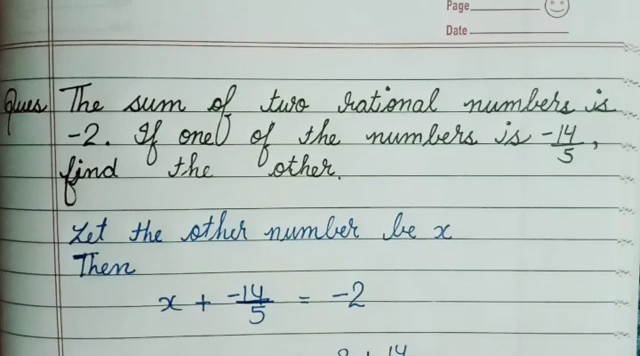 Page
Date
Ques The sum of two rational numbers is
-2. If one of the numbers is -14/5,
find the other.
Let the other number be x
Then
x + -14/5 = -2